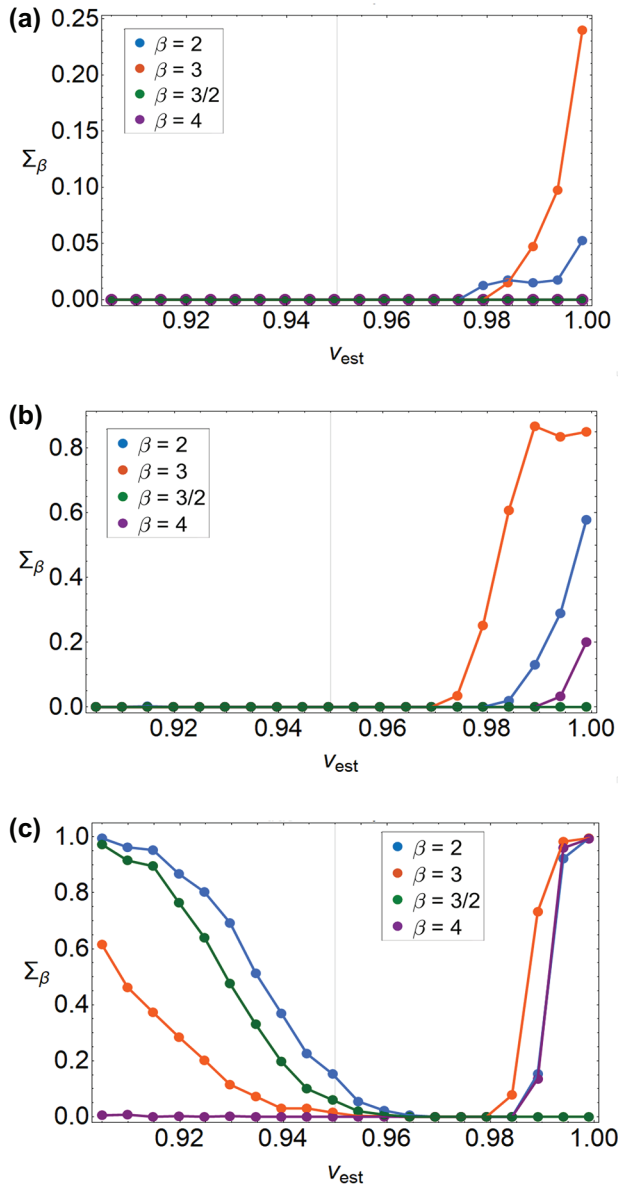 (a)
0.25
0.20
0.15
0.10
0.05
0.00
Σβ
β = 2
β = 3
β = 3/2
β = 4
0.92 0.94 0.96 0.98 1.00
vest
(b)
0.8
0.6
0.4
0.2
0.0
Σβ
β = 2
β = 3
β = 3/2
β = 4
0.92 0.94 0.96 0.98 1.00
vest
(c)
1.0
0.8
0.6
0.4
0.2
0.0
Σβ
β = 2
β = 3
β = 3/2
β = 4
0.92 0.94 0.96 0.98 1.00
vest